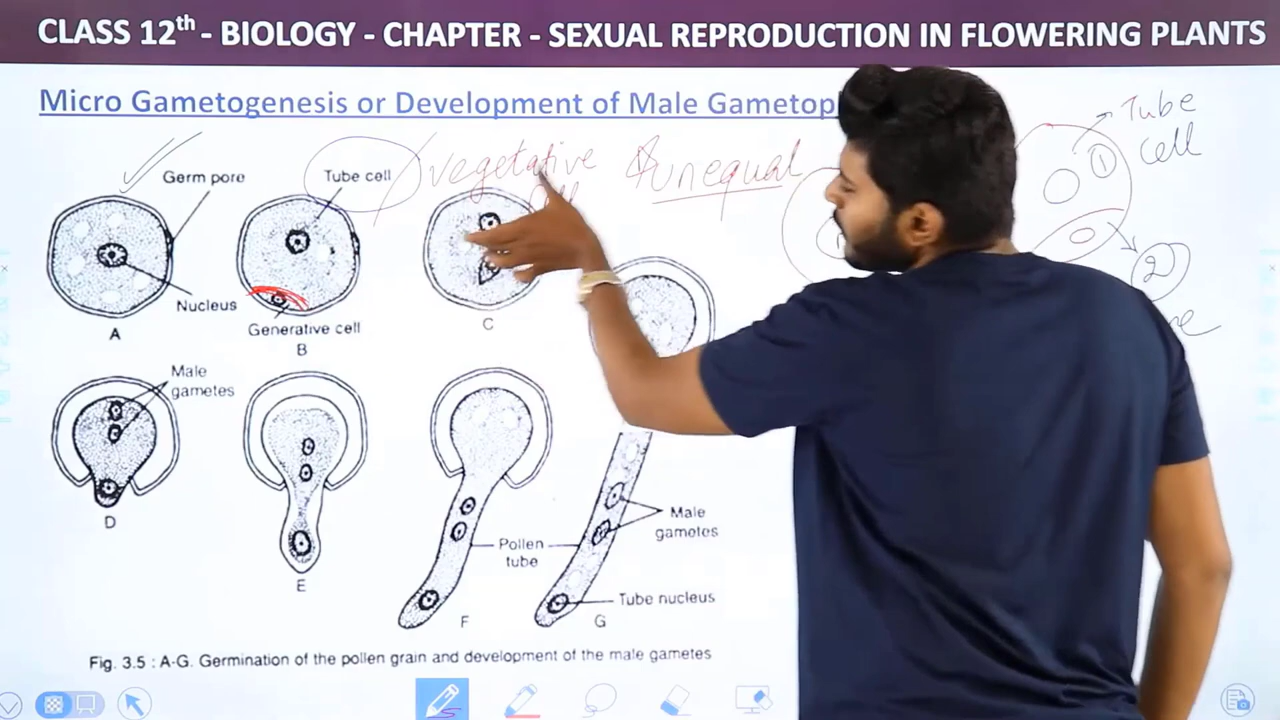 CLASS 12th - BIOLOGY - CHAPTER - SEXUAL REPRODUCTION IN FLOWERING PLANTS
Micro Gametogenesis or Development of Male Gametop
Tube
cell
vegetative
unequal
1
Germ pore
Tube cell
2
Nucleus
Generative cell
A
B
C
Male
gametes
D
E
Male
gametes
Pollen
tube
Tube nucleus
F
G
Fig. 3.5 : A-G. Germination of the pollen grain and development of the male gametes